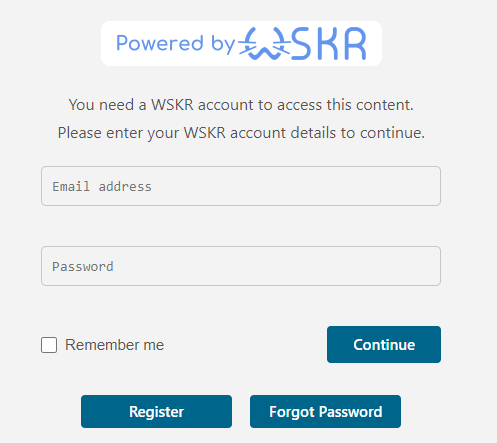 Powered by WSKR
You need a WSKR account to access this content.
Please enter your WSKR account details to continue.
Email address
Password
Remember me
Continue
Register
Forgot Password